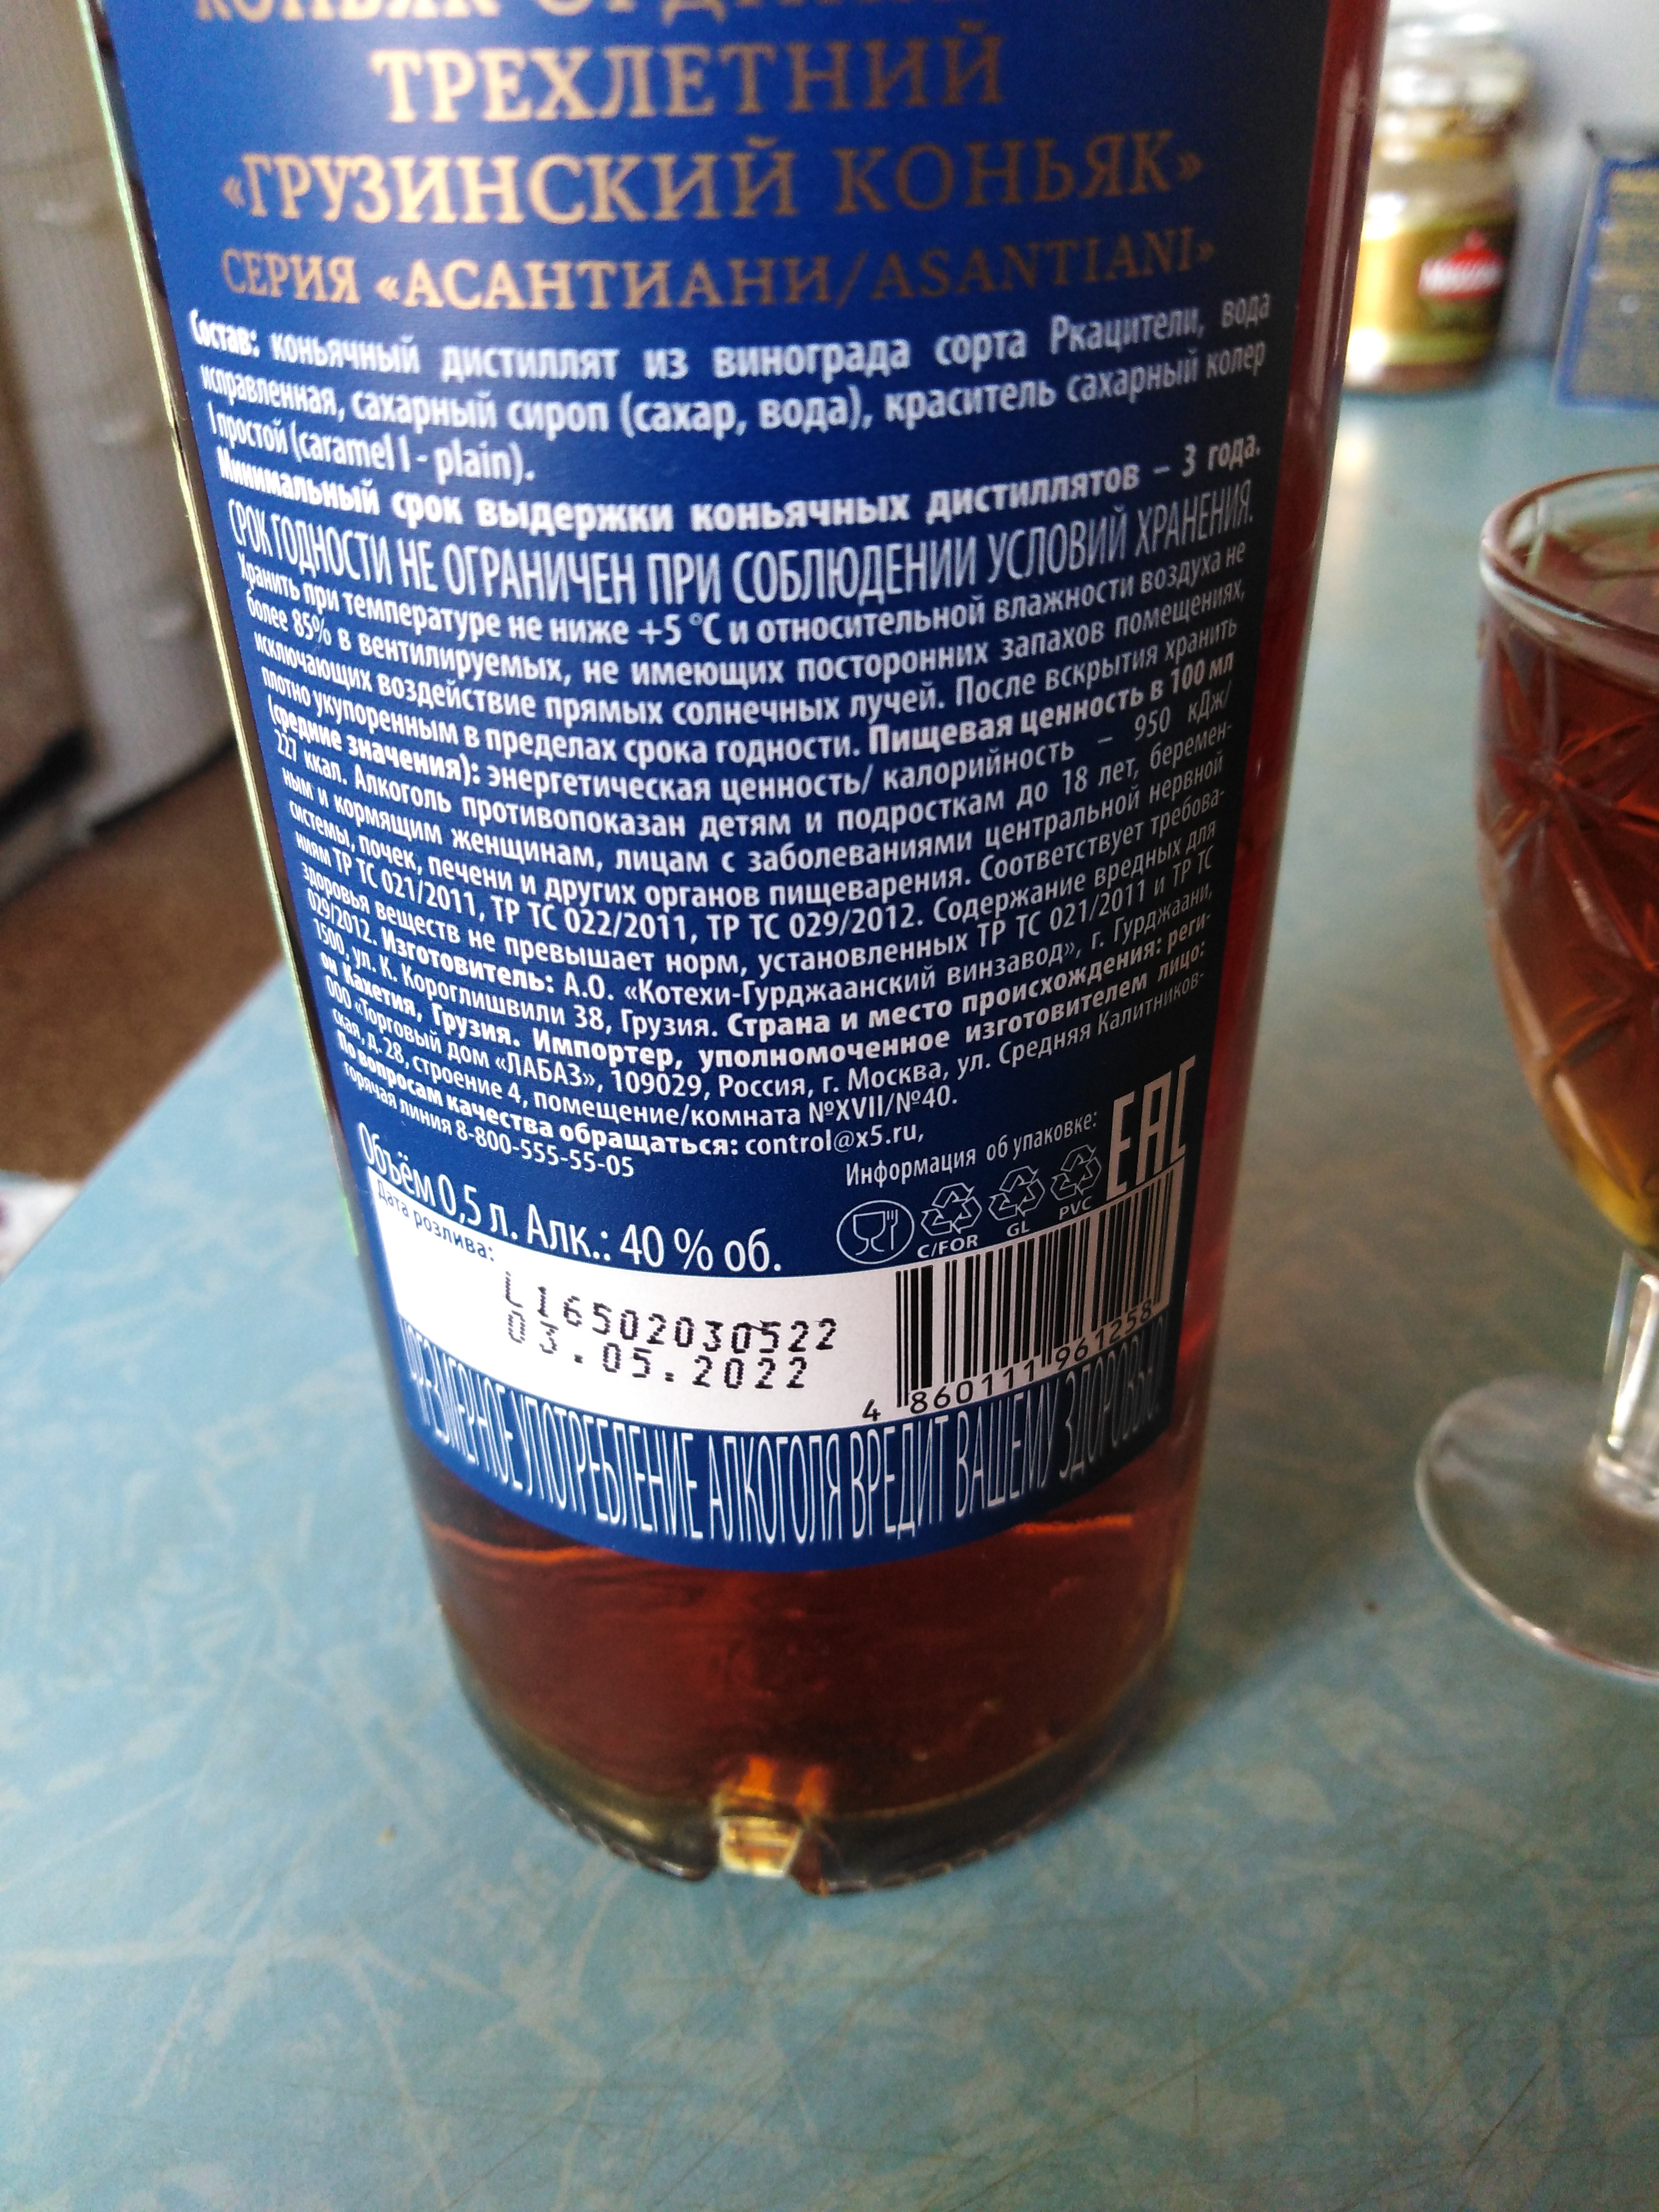 КОНЬЯК
ТРЕХЛЕТНИЙ
«ГРУЗИНСКИЙ КОНЬЯК»
СЕРИЯ «АСАНТИАНИ/ASANTIANI»
Состав: коньячный дистиллят из винограда сорта Ркацители, вода
исправленная, сахарный сироп (сахар, вода), краситель сахарный колер
I простой (caramel I - plain).
Минимальный срок выдержки коньячных дистиллятов – 3 года.
СРОК ГОДНОСТИ НЕ ОГРАНИЧЕН ПРИ СОБЛЮДЕНИИ УСЛОВИЙ ХРАНЕНИЯ.
Хранить при температуре не ниже +5 °С и относительной влажности воздуха не
более 85% в вентилируемых, не имеющих посторонних запахов помещениях,
исключающих воздействие прямых солнечных лучей. После вскрытия хранить
плотно укупоренным в пределах срока годности. Пищевая ценность в 100 мл
(средние значения): энергетическая ценность/ калорийность – 950 кДж/
227 ккал. Алкоголь противопоказан детям и подросткам до 18 лет, беремен-
ным и кормящим женщинам, лицам с заболеваниями центральной нервной
системы, почек, печени и других органов пищеварения. Соответствует требова-
ниям ТР ТС 021/2011, ТР ТС 022/2011, ТР ТС 029/2012. Содержание вредных для
здоровья веществ не превышает норм, установленных ТР ТС 021/2011 и ТР ТС
029/2012. Изготовитель: А.О. «Котехи-Гурджаанский винзавод», г. Гурджаани,
1500, ул. К. Короглишвили 38, Грузия. Страна и место происхождения: реги-
он Кахетия, Грузия. Импортер, уполномоченное изготовителем лицо:
ООО «Торговый дом «ЛАБАЗ», 109029, Россия, г. Москва, ул. Средняя Калитников-
ская, д. 28, строение 4, помещение/комната №XVII/№40.
По вопросам качества обращаться: control@x5.ru,
горячая линия 8-800-555-55-05
Информация об упаковке:
EAC
C/FOR GL PVC
Объём 0,5 л. Алк.: 40 % об.
Дата розлива:
L16502030522
03.05.2022
4 860111 961258
ЧРЕЗМЕРНОЕ УПОТРЕБЛЕНИЕ АЛКОГОЛЯ ВРЕДИТ ВАШЕМУ ЗДОРОВЬЮ